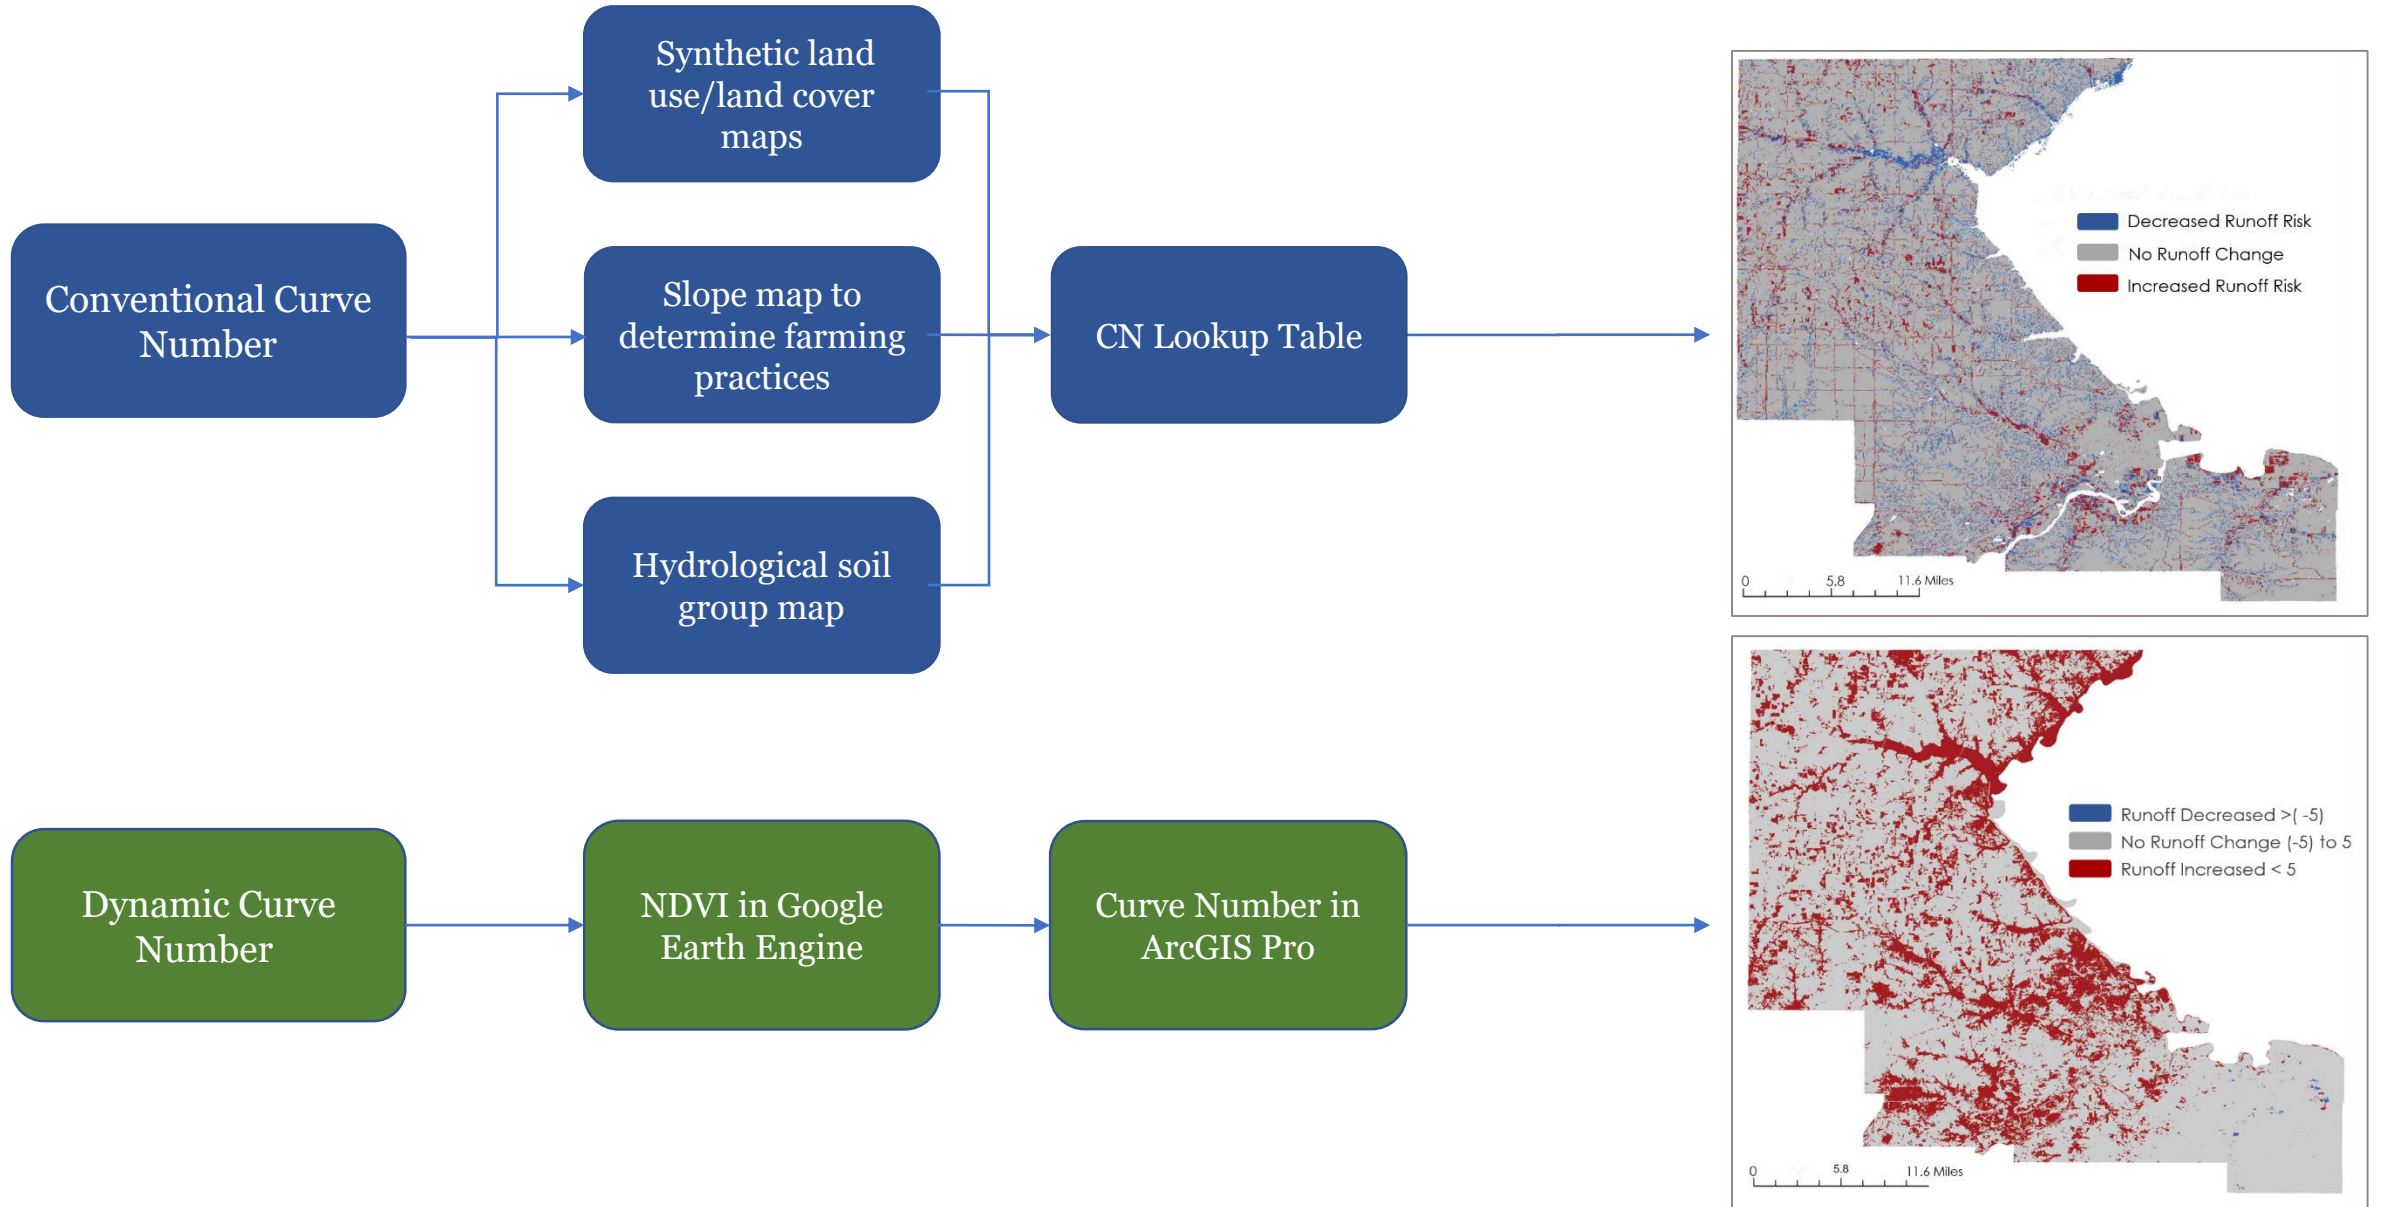 Conventional Curve
Number
Synthetic land
use/land cover
maps
Slope map to
determine farming
practices
Hydrological soil
group map
CN Lookup Table
Decreased Runoff Risk
No Runoff Change
Increased Runoff Risk
0 5.8 11.6 Miles
Dynamic Curve
Number
NDVI in Google
Earth Engine
Curve Number in
ArcGIS Pro
Runoff Decreased >( -5)
No Runoff Change (-5) to 5
Runoff Increased < 5
0 5.8 11.6 Miles